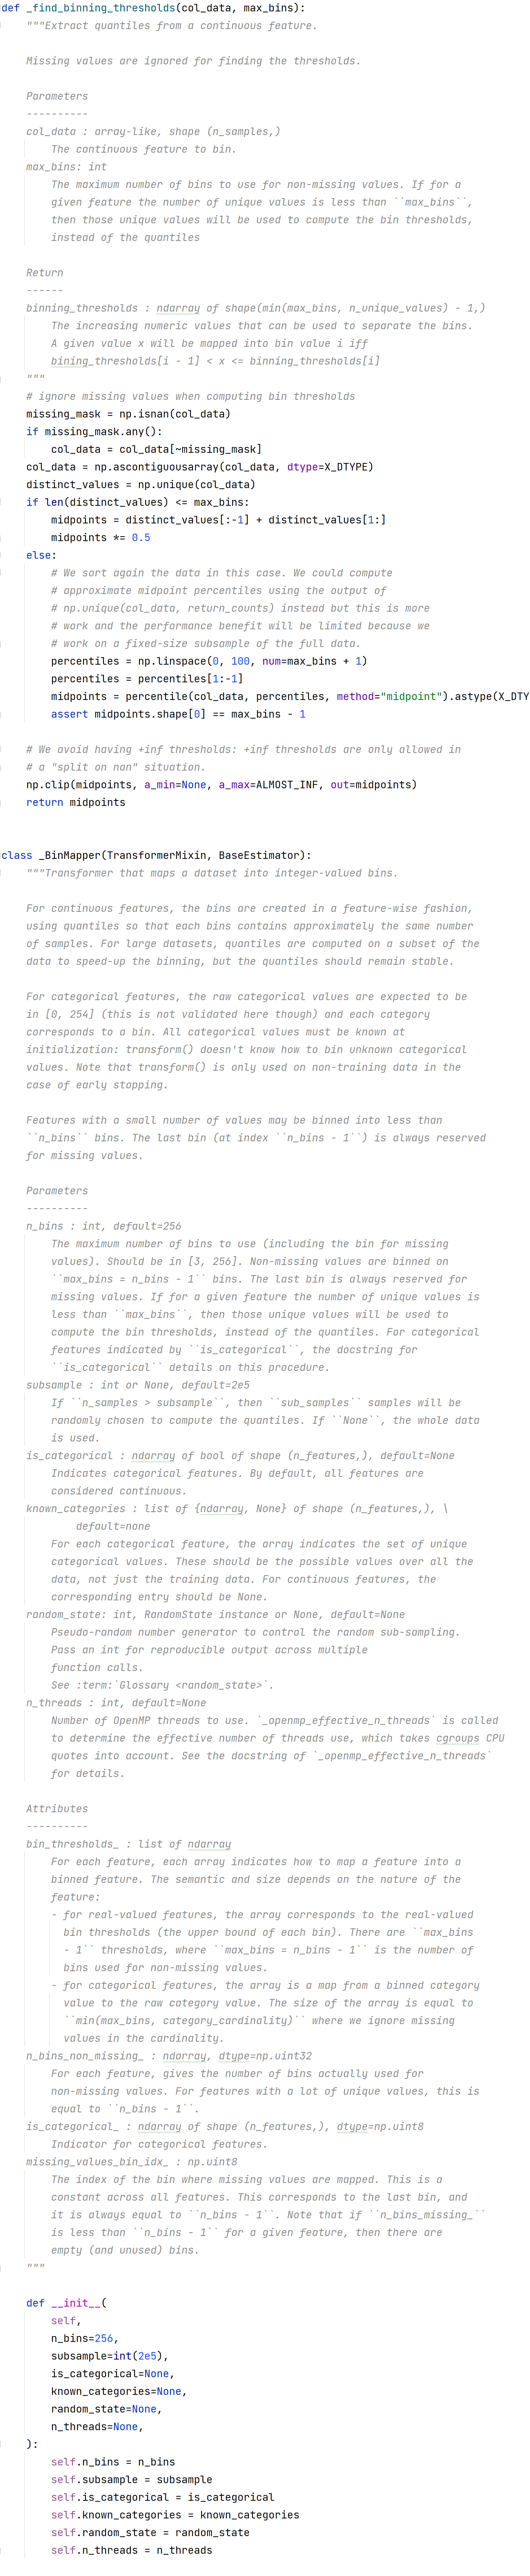 def _find_binning_thresholds(col_data, max_bins):
    """Extract quantiles from a continuous feature.

    Missing values are ignored for finding the thresholds.

    Parameters
    ----------
    col_data : array-like, shape (n_samples,)
        The continuous feature to bin.
    max_bins: int
        The maximum number of bins to use for non-missing values. If for a
        given feature the number of unique values is less than ``max_bins``,
        then those unique values will be used to compute the bin thresholds,
        instead of the quantiles

    Return
    ------
    binning_thresholds : ndarray of shape(min(max_bins, n_unique_values) - 1,)
        The increasing numeric values that can be used to separate the bins.
        A given value x will be mapped into bin value i iff
        bining_thresholds[i - 1] < x <= binning_thresholds[i]
    """
    # ignore missing values when computing bin thresholds
    missing_mask = np.isnan(col_data)
    if missing_mask.any():
        col_data = col_data[~missing_mask]
    col_data = np.ascontiguousarray(col_data, dtype=X_DTYPE)
    distinct_values = np.unique(col_data)
    if len(distinct_values) <= max_bins:
        midpoints = distinct_values[:-1] + distinct_values[1:]
        midpoints *= 0.5
    else:
        # We sort again the data in this case. We could compute
        # approximate midpoint percentiles using the output of
        # np.unique(col_data, return_counts) instead but this is more
        # work and the performance benefit will be limited because we
        # work on a fixed-size subsample of the full data.
        percentiles = np.linspace(0, 100, num=max_bins + 1)
        percentiles = percentiles[1:-1]
        midpoints = percentile(col_data, percentiles, method="midpoint").astype(X_DTY
        assert midpoints.shape[0] == max_bins - 1

    # We avoid having +inf thresholds: +inf thresholds are only allowed in
    # a "split on nan" situation.
    np.clip(midpoints, a_min=None, a_max=ALMOST_INF, out=midpoints)
    return midpoints


class _BinMapper(TransformerMixin, BaseEstimator):
    """Transformer that maps a dataset into integer-valued bins.

    For continuous features, the bins are created in a feature-wise fashion,
    using quantiles so that each bins contains approximately the same number
    of samples. For large datasets, quantiles are computed on a subset of the
    data to speed-up the binning, but the quantiles should remain stable.

    For categorical features, the raw categorical values are expected to be
    in [0, 254] (this is not validated here though) and each category
    corresponds to a bin. All categorical values must be known at
    initialization: transform() doesn't know how to bin unknown categorical
    values. Note that transform() is only used on non-training data in the
    case of early stopping.

    Features with a small number of values may be binned into less than
    ``n_bins`` bins. The last bin (at index ``n_bins - 1``) is always reserved
    for missing values.

    Parameters
    ----------
    n_bins : int, default=256
        The maximum number of bins to use (including the bin for missing
        values). Should be in [3, 256]. Non-missing values are binned on
        ``max_bins = n_bins - 1`` bins. The last bin is always reserved for
        missing values. If for a given feature the number of unique values is
        less than ``max_bins``, then those unique values will be used to
        compute the bin thresholds, instead of the quantiles. For categorical
        features indicated by ``is_categorical``, the docstring for
        ``is_categorical`` details on this procedure.
    subsample : int or None, default=2e5
        If ``n_samples > subsample``, then ``sub_samples`` samples will be
        randomly chosen to compute the quantiles. If ``None``, the whole data
        is used.
    is_categorical : ndarray of bool of shape (n_features,), default=None
        Indicates categorical features. By default, all features are
        considered continuous.
    known_categories : list of {ndarray, None} of shape (n_features,), \
            default=none
        For each categorical feature, the array indicates the set of unique
        categorical values. These should be the possible values over all the
        data, not just the training data. For continuous features, the
        corresponding entry should be None.
    random_state: int, RandomState instance or None, default=None
        Pseudo-random number generator to control the random sub-sampling.
        Pass an int for reproducible output across multiple
        function calls.
        See :term:`Glossary <random_state>`.
    n_threads : int, default=None
        Number of OpenMP threads to use. `_openmp_effective_n_threads` is called
        to determine the effective number of threads use, which takes cgroups CPU
        quotes into account. See the docstring of `_openmp_effective_n_threads`
        for details.

    Attributes
    ----------
    bin_thresholds_ : list of ndarray
        For each feature, each array indicates how to map a feature into a
        binned feature. The semantic and size depends on the nature of the
        feature:
        - for real-valued features, the array corresponds to the real-valued
          bin thresholds (the upper bound of each bin). There are ``max_bins
          - 1`` thresholds, where ``max_bins = n_bins - 1`` is the number of
          bins used for non-missing values.
        - for categorical features, the array is a map from a binned category
          value to the raw category value. The size of the array is equal to
          ``min(max_bins, category_cardinality)`` where we ignore missing
          values in the cardinality.
    n_bins_non_missing_ : ndarray, dtype=np.uint32
        For each feature, gives the number of bins actually used for
        non-missing values. For features with a lot of unique values, this is
        equal to ``n_bins - 1``.
    is_categorical_ : ndarray of shape (n_features,), dtype=np.uint8
        Indicator for categorical features.
    missing_values_bin_idx_ : np.uint8
        The index of the bin where missing values are mapped. This is a
        constant across all features. This corresponds to the last bin, and
        it is always equal to ``n_bins - 1``. Note that if ``n_bins_missing_``
        is less than ``n_bins - 1`` for a given feature, then there are
        empty (and unused) bins.
    """

    def __init__(
        self,
        n_bins=256,
        subsample=int(2e5),
        is_categorical=None,
        known_categories=None,
        random_state=None,
        n_threads=None,
    ):
        self.n_bins = n_bins
        self.subsample = subsample
        self.is_categorical = is_categorical
        self.known_categories = known_categories
        self.random_state = random_state
        self.n_threads = n_threads